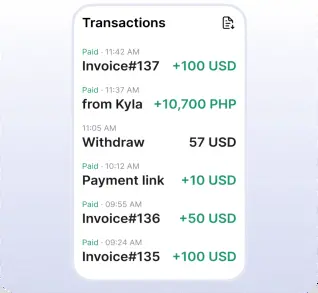 Transactions
Paid · 11:42 AM
Invoice#137 +100 USD
Paid · 11:37 AM
from Kyla +10,700 PHP
11:05 AM
Withdraw 57 USD
Paid · 10:12 AM
Payment link +10 USD
Paid · 09:55 AM
Invoice#136 +50 USD
Paid · 09:24 AM
Invoice#135 +100 USD